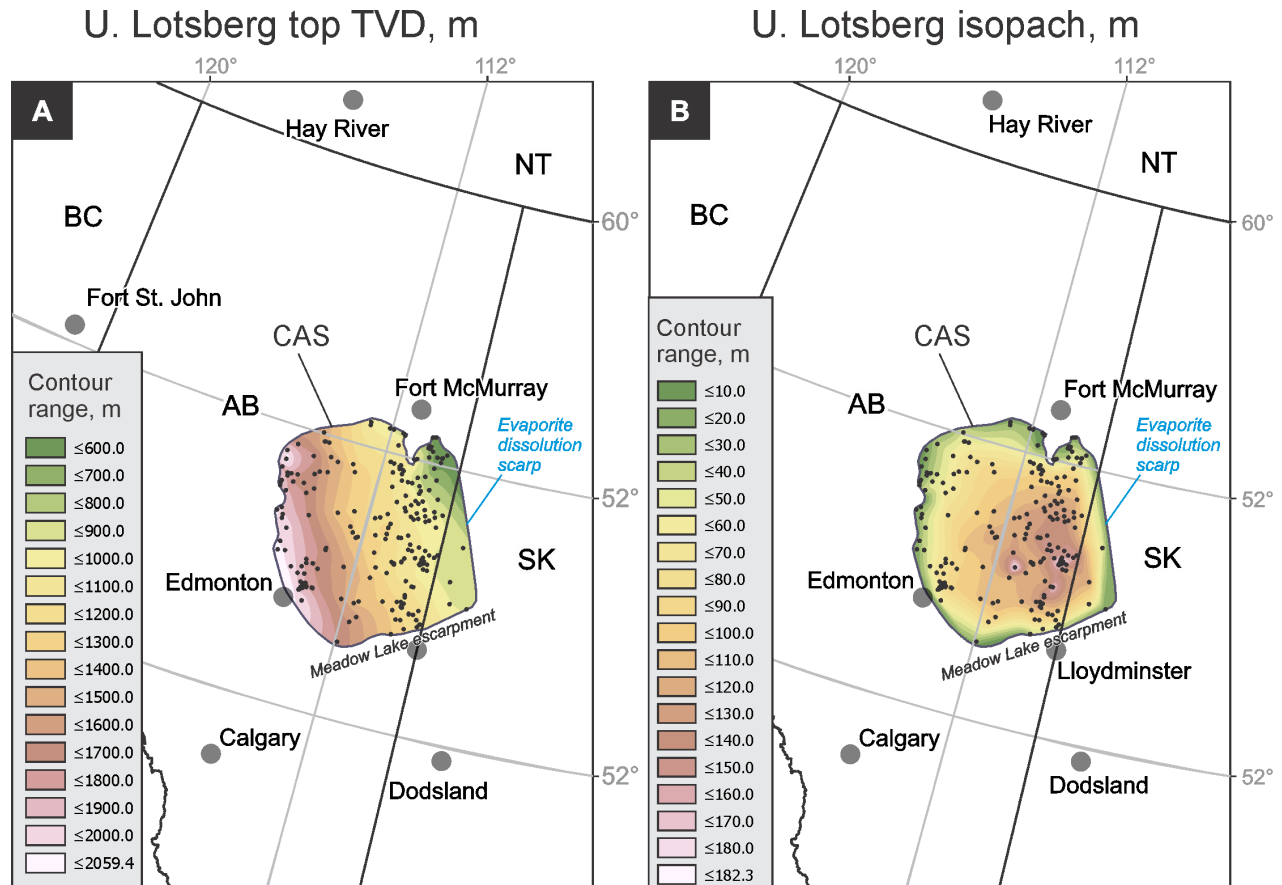 U. Lotsberg top TVD, m
120°
112°
A
Hay River
NT
BC
60°
Fort St. John
CAS
Contour
range, m
≤600.0
≤700.0
≤800.0
≤900.0
≤1000.0
≤1100.0
≤1200.0
≤1300.0
≤1400.0
≤1500.0
≤1600.0
≤1700.0
≤1800.0
≤1900.0
≤2000.0
≤2059.4
AB
Fort McMurray
Evaporite
dissolution
scarp
52°
SK
Edmonton
Meadow Lake escarpment
Calgary
Dodsland
52°
U. Lotsberg isopach, m
120°
112°
B
Hay River
NT
BC
60°
CAS
Contour
range, m
≤10.0
≤20.0
≤30.0
≤40.0
≤50.0
≤60.0
≤70.0
≤80.0
≤90.0
≤100.0
≤110.0
≤120.0
≤130.0
≤140.0
≤150.0
≤160.0
≤170.0
≤180.0
≤182.3
AB
Fort McMurray
Evaporite
dissolution
scarp
52°
SK
Edmonton
Meadow Lake escarpment
Lloydminster
Calgary
Dodsland
52°